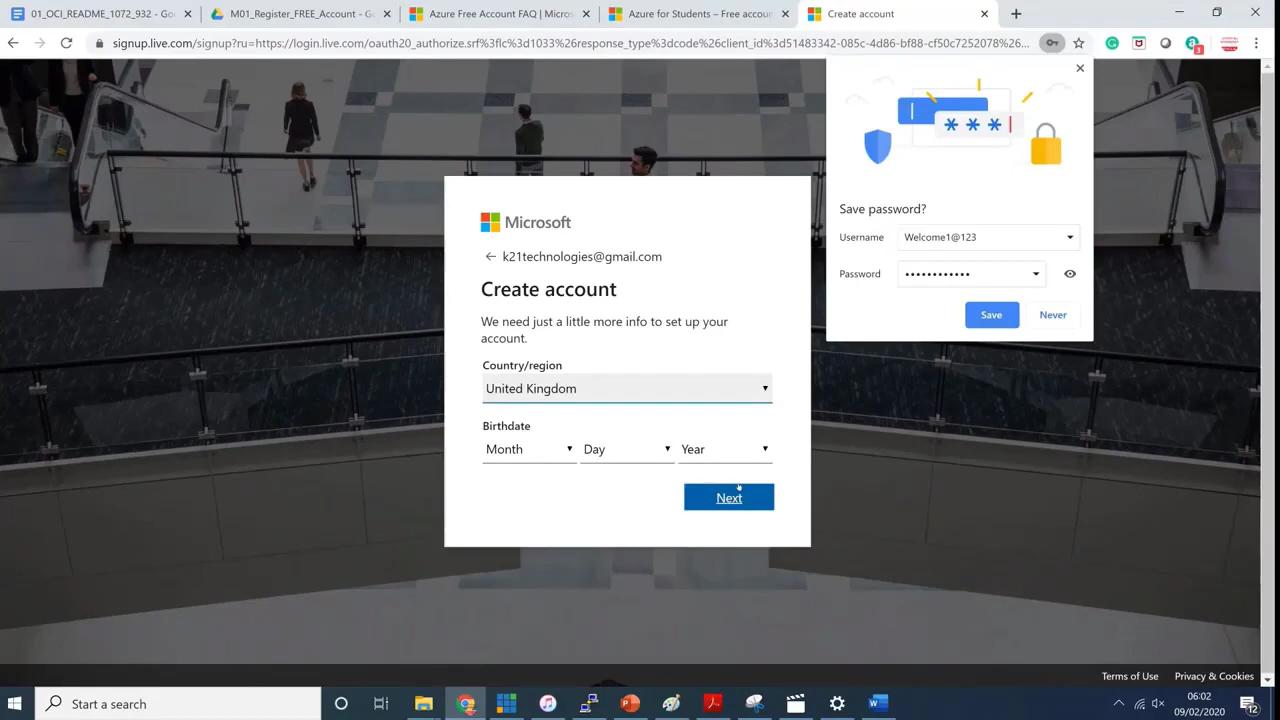 01_OCI_README_1072_932 - Go
M01_Register_FREE_Account - Go
Azure Free Account FAQ | Micros
Azure for Students – Free accou
Create account
signup.live.com/signup?ru=https://login.live.com/oauth20_authorize.srf%3flc%3d1033%26response_type%3dcode%26client_id%3d51483342-085c-4d86-bf88-cf50c7252078%26...
3
Save password?
Username
Welcome1@123
Password
••••••••••••
Save
Never
Microsoft
← k21technologies@gmail.com
Create account
We need just a little more info to set up your
account.
Country/region
United Kingdom
Birthdate
Month Day Year
Next
Terms of Use Privacy & Cookies
Start a search
06:02
09/02/2020
12